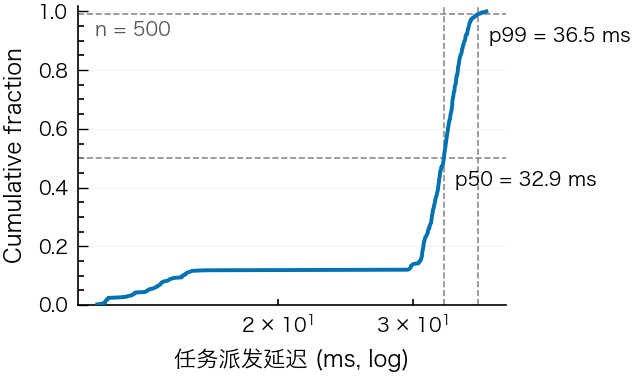 1.0
n = 500
p99 = 36.5 ms
0.8
0.6
Cumulative fraction
p50 = 32.9 ms
0.4
0.2
0.0
2 × 10¹
3 × 10¹
任务派发延迟 (ms, log)